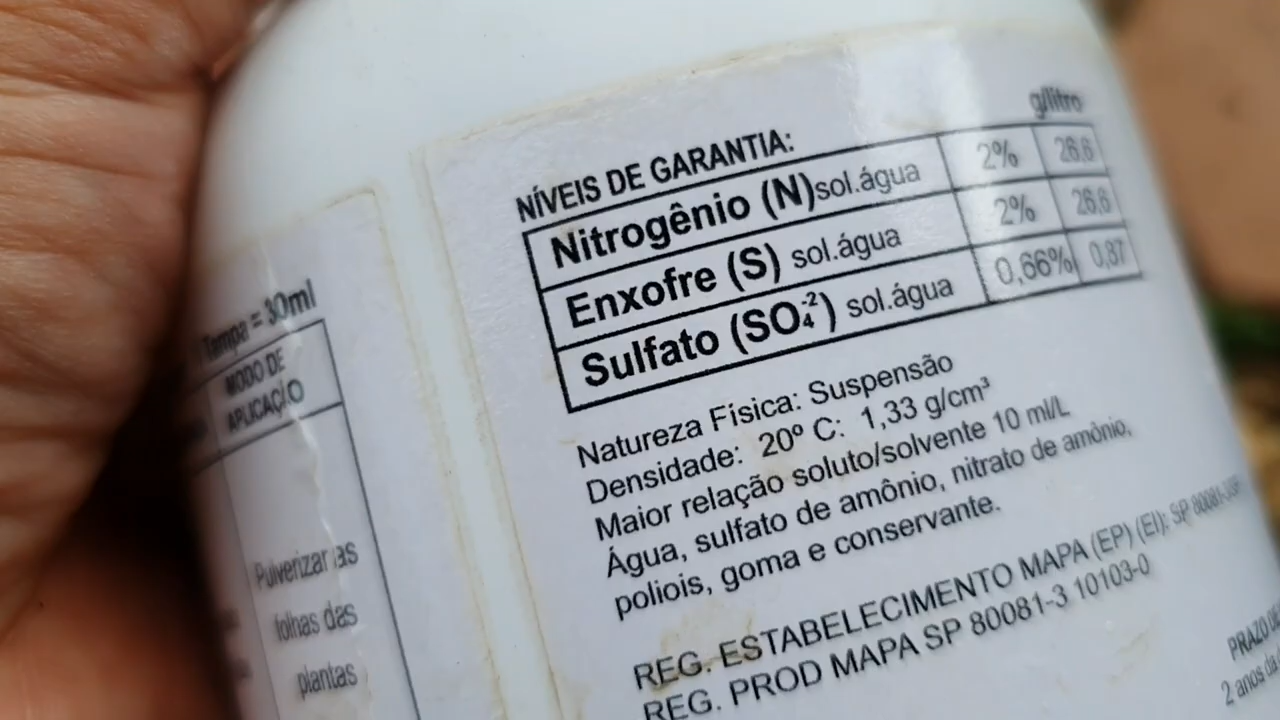 Tampa = 30ml
MODO DE
APLICAÇÃO
Pulverizar as
folhas das
plantas
g/litro
NÍVEIS DE GARANTIA:
Nitrogênio (N) sol.água 2% 26,6
Enxofre (S) sol.água 2% 26,6
Sulfato (SO₄⁻²) sol.água 0,66% 0,87
Natureza Física: Suspensão
Densidade: 20º C: 1,33 g/cm³
Maior relação soluto/solvente 10 ml/L
Água, sulfato de amônio, nitrato de amônio,
poliois, goma e conservante.
REG. ESTABELECIMENTO MAPA (EP) (EI): SP
REG. PROD MAPA SP 80081-3 10103-0
PRAZO
2 anos da